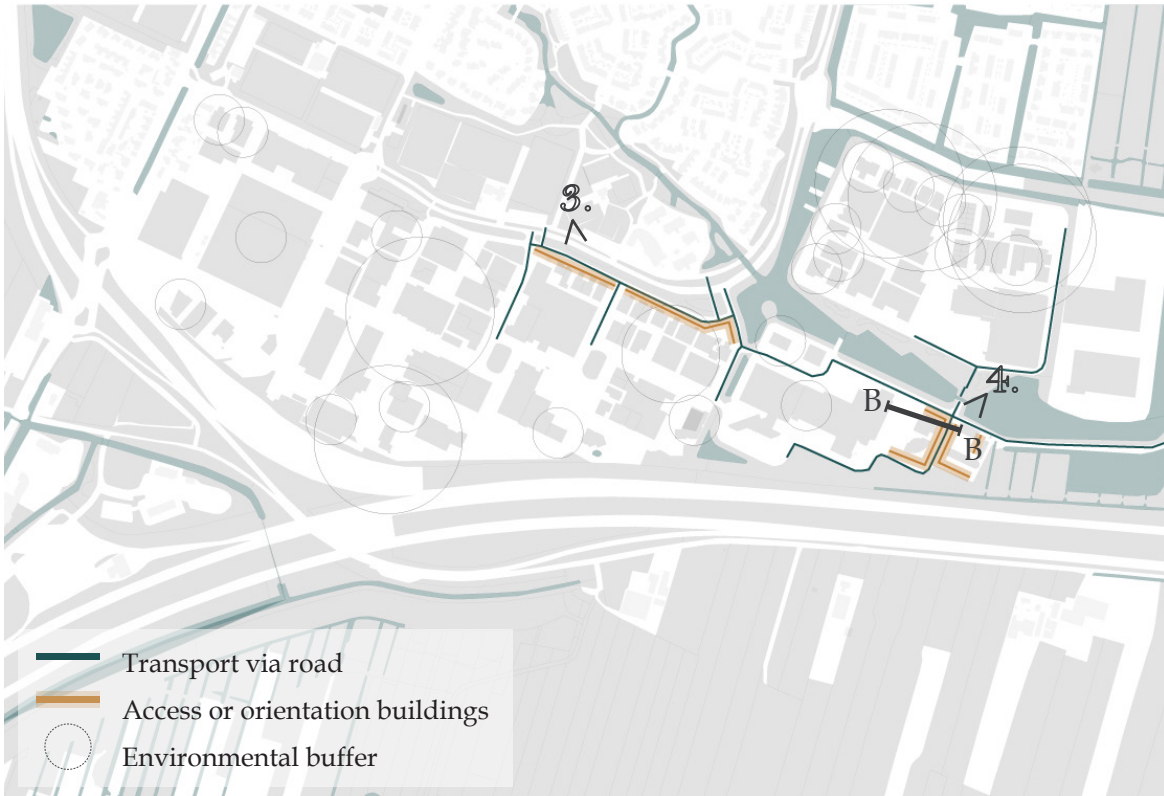 3.
4.
B
B
Transport via road
Access or orientation buildings
Environmental buffer